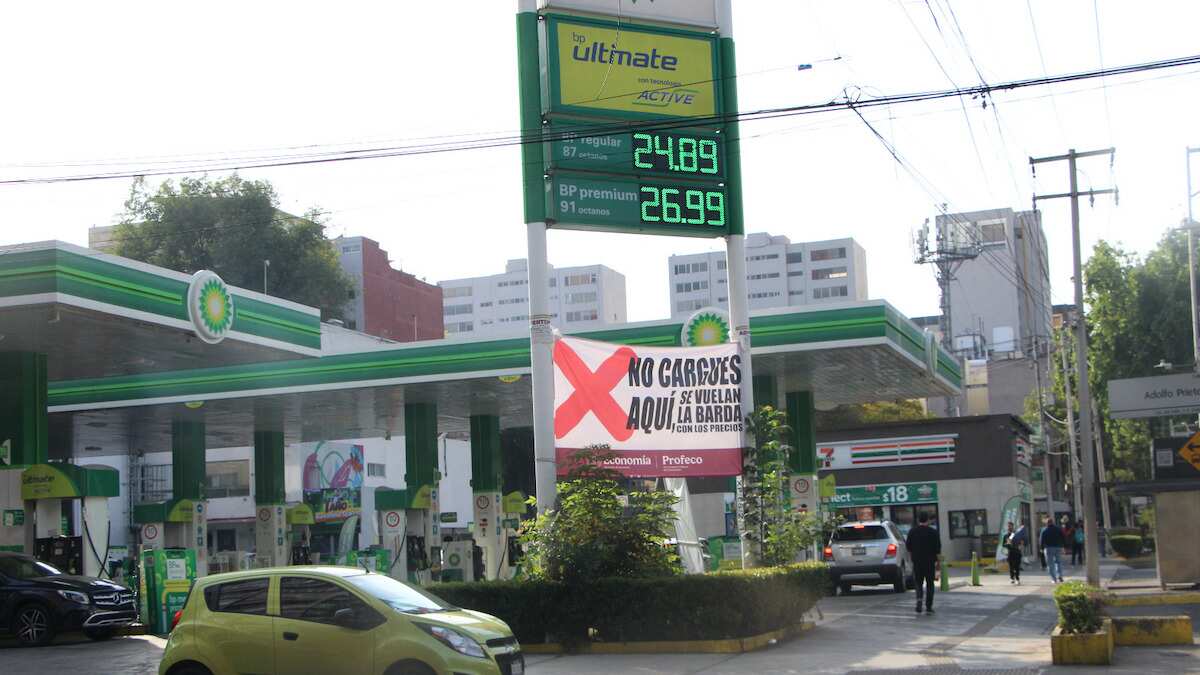 bp
ultimate
con tecnología
ACTIVE
BP regular
87 octanos
24.89
BP premium
91 octanos
26.99
NO CARGUES
AQUÍ,
SE VUELAN
LA BARDA
CON LOS PRECIOS
Economía
Profeco
7
$18
Adolfo Prieto
ultimate